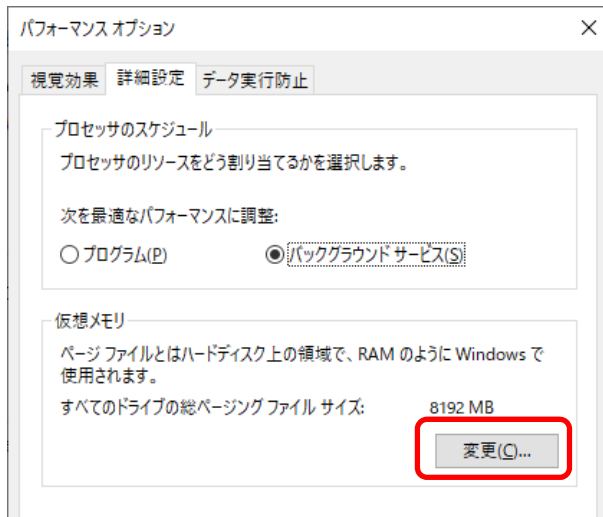 パフォーマンス オプション
視覚効果 詳細設定 データ実行防止
プロセッサのスケジュール
プロセッサのリソースをどう割り当てるかを選択します。
次を最適なパフォーマンスに調整:
プログラム(P) バックグラウンド サービス(S)
仮想メモリ
ページ ファイルとはハードディスク上の領域で、RAM のように Windows で
使用されます。
すべてのドライブの総ページング ファイル サイズ: 8192 MB
変更(C)...